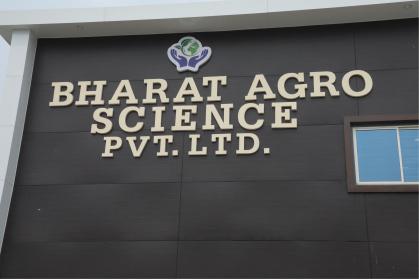 BHARAT AGRO
SCIENCE
PVT. LTD.